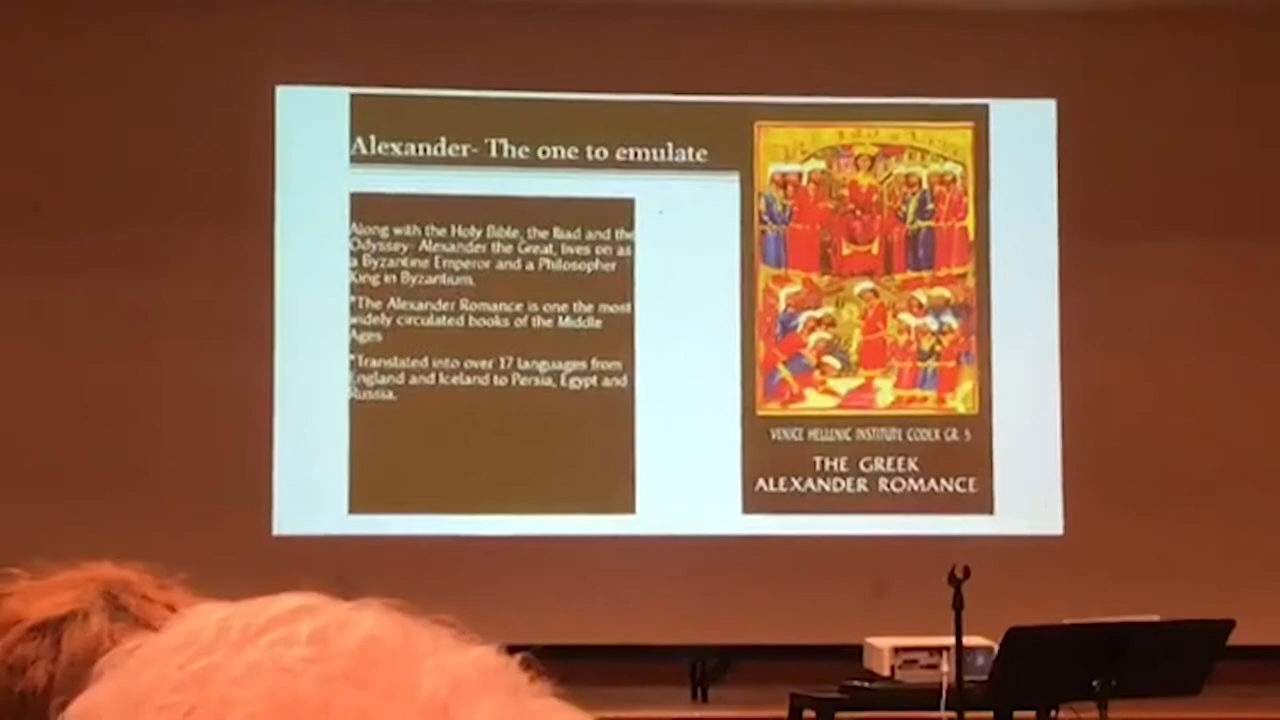 Alexander- The one to emulate
Along with the Holy Bible, the Iliad and the
Odyssey- Alexander the Great, lives on as
a Byzantine Emperor and a Philosopher
King in Byzantium.
*The Alexander Romance is one the most
widely circulated books of the Middle
Ages
*Translated into over 17 languages from
England and Iceland to Persia, Egypt and
Russia.
VENICE HELLENIC INSTITUTE CODEX GR. 5
THE GREEK
ALEXANDER ROMANCE